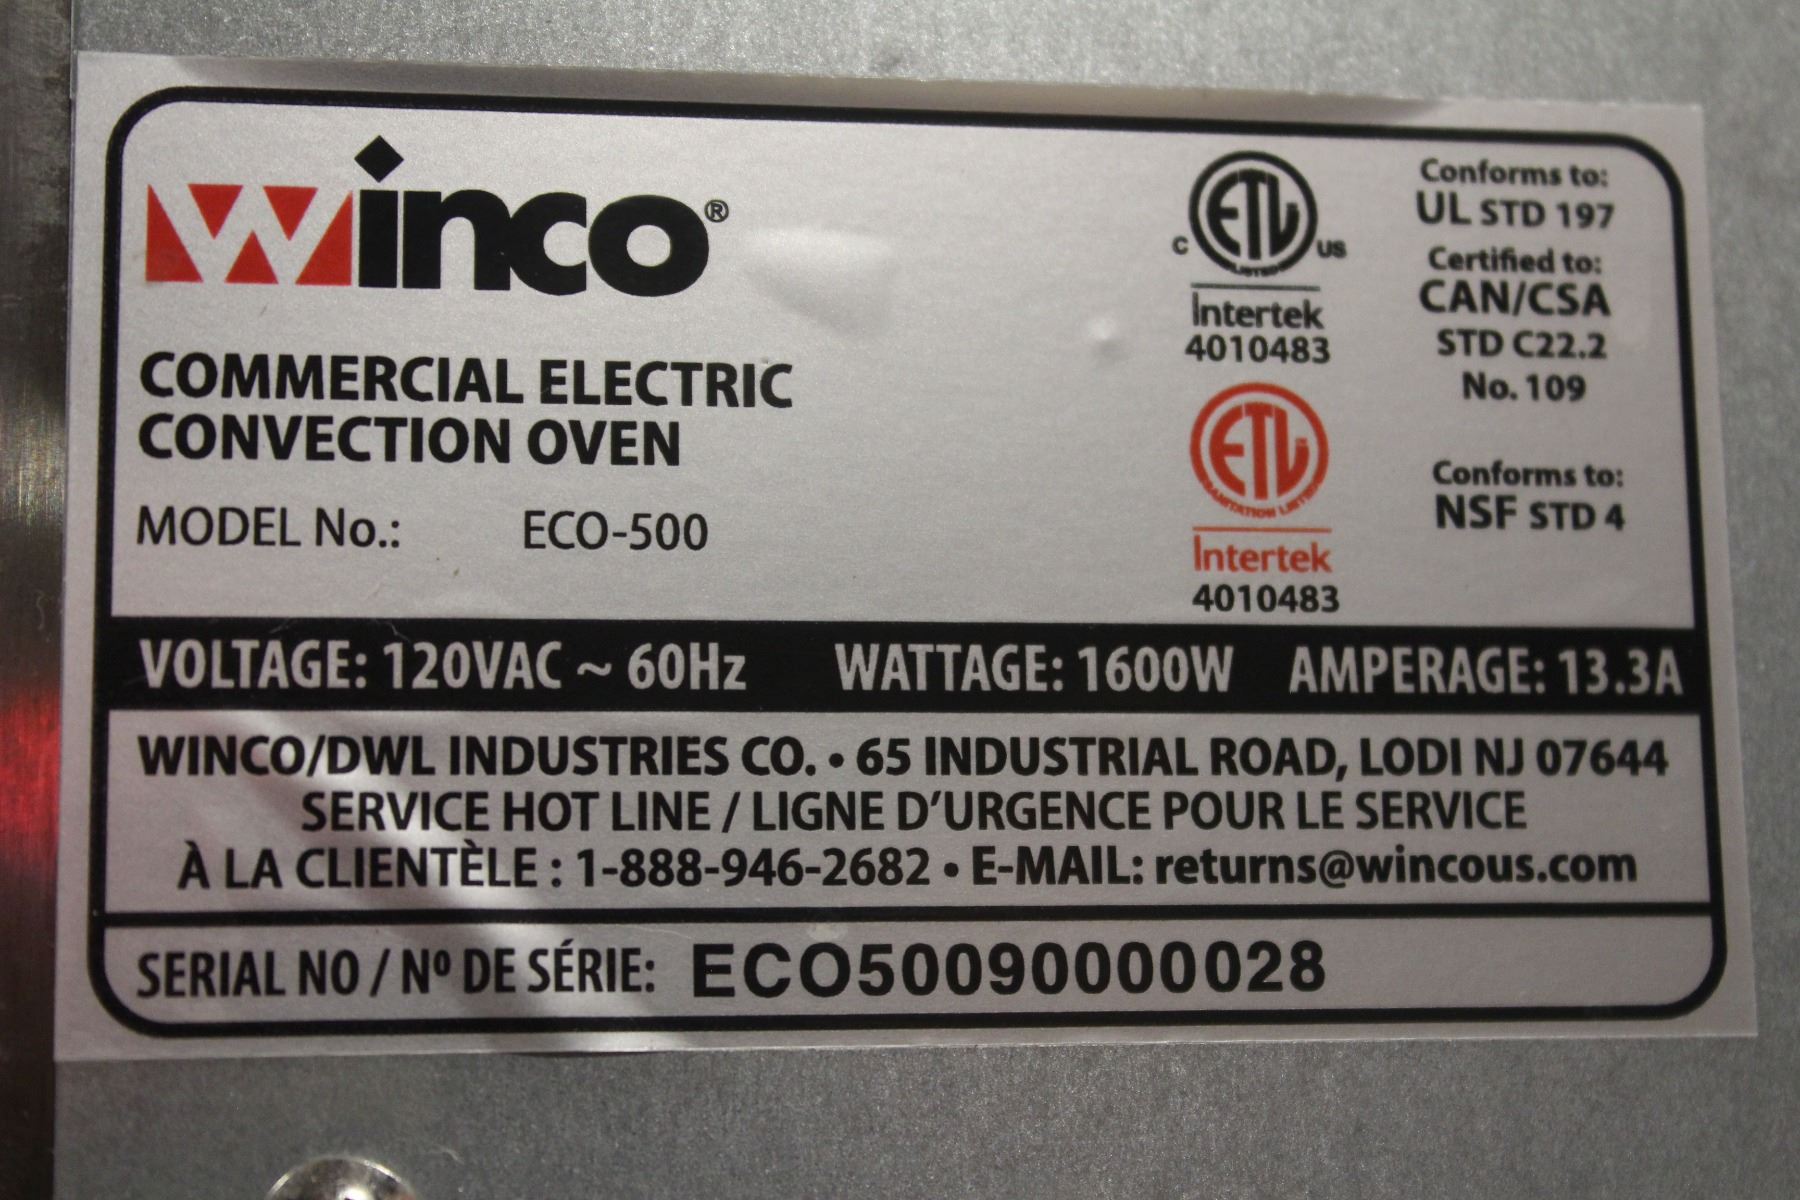 Winco®
COMMERCIAL ELECTRIC
CONVECTION OVEN
MODEL No.: ECO-500
C ETL US
LISTED
Intertek
4010483
ETL
SANITATION LISTED
Intertek
4010483
Conforms to:
UL STD 197
Certified to:
CAN/CSA
STD C22.2
No. 109
Conforms to:
NSF STD 4
VOLTAGE: 120VAC ~ 60Hz WATTAGE: 1600W AMPERAGE: 13.3A
WINCO/DWL INDUSTRIES CO. • 65 INDUSTRIAL ROAD, LODI NJ 07644
SERVICE HOT LINE / LIGNE D'URGENCE POUR LE SERVICE
À LA CLIENTÈLE : 1-888-946-2682 • E-MAIL: returns@wincous.com
SERIAL NO / Nº DE SÉRIE: ECO50090000028